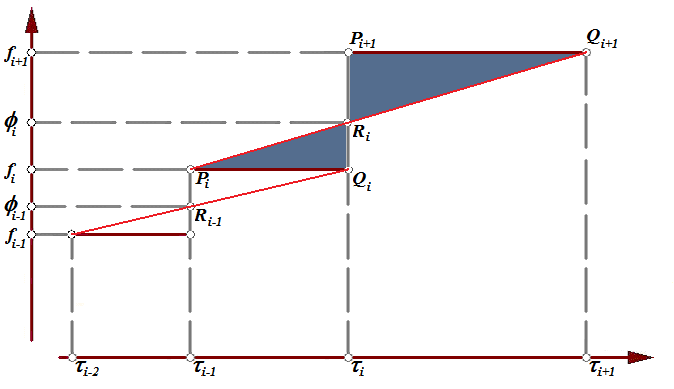 P_{i+1}
Q_{i+1}
f_{i+1}
ϕ_i
R_i
f_i
P_i
Q_i
ϕ_{i-1}
R_{i-1}
f_{i-1}
τ_{i-2}
τ_{i-1}
τ_i
τ_{i+1}